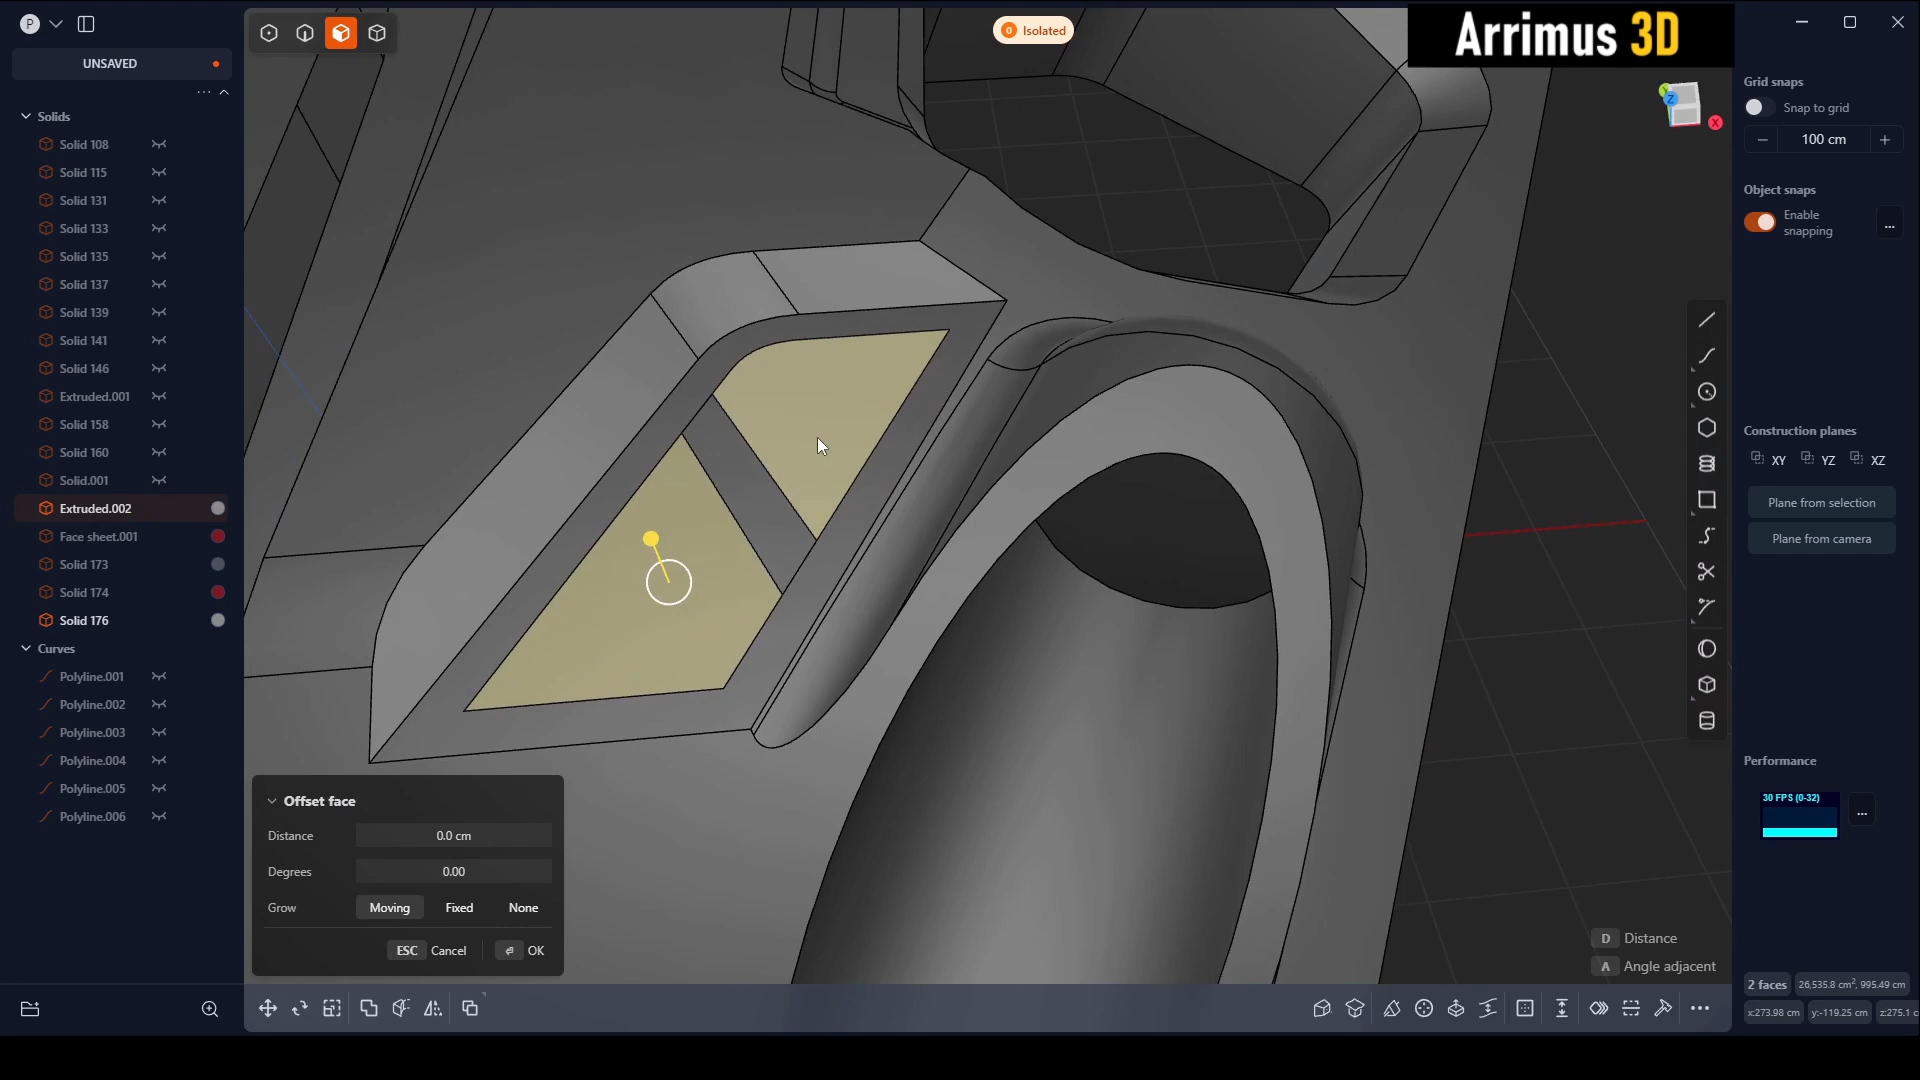 P
UNSAVED
Solids
Solid 108
Solid 115
Solid 131
Solid 133
Solid 135
Solid 137
Solid 139
Solid 141
Solid 146
Extruded.001
Solid 158
Solid 160
Solid.001
Extruded.002
Face sheet.001
Solid 173
Solid 174
Solid 176
Curves
Polyline.001
Polyline.002
Polyline.003
Polyline.004
Polyline.005
Polyline.006
0 Isolated
Arrimus 3D
Y
Z
X
Offset face
Distance 0.0 cm
Degrees 0.00
Grow Moving Fixed None
ESC Cancel OK
D Distance
A Angle adjacent
Grid snaps
Snap to grid
− 100 cm +
Object snaps
Enable
snapping
...
Construction planes
XY YZ XZ
Plane from selection
Plane from camera
Performance
30 FPS (0-32)
...
2 faces 26,535.8 cm², 995.49 cm
x:273.98 cm y:-119.25 cm z:275.1 c